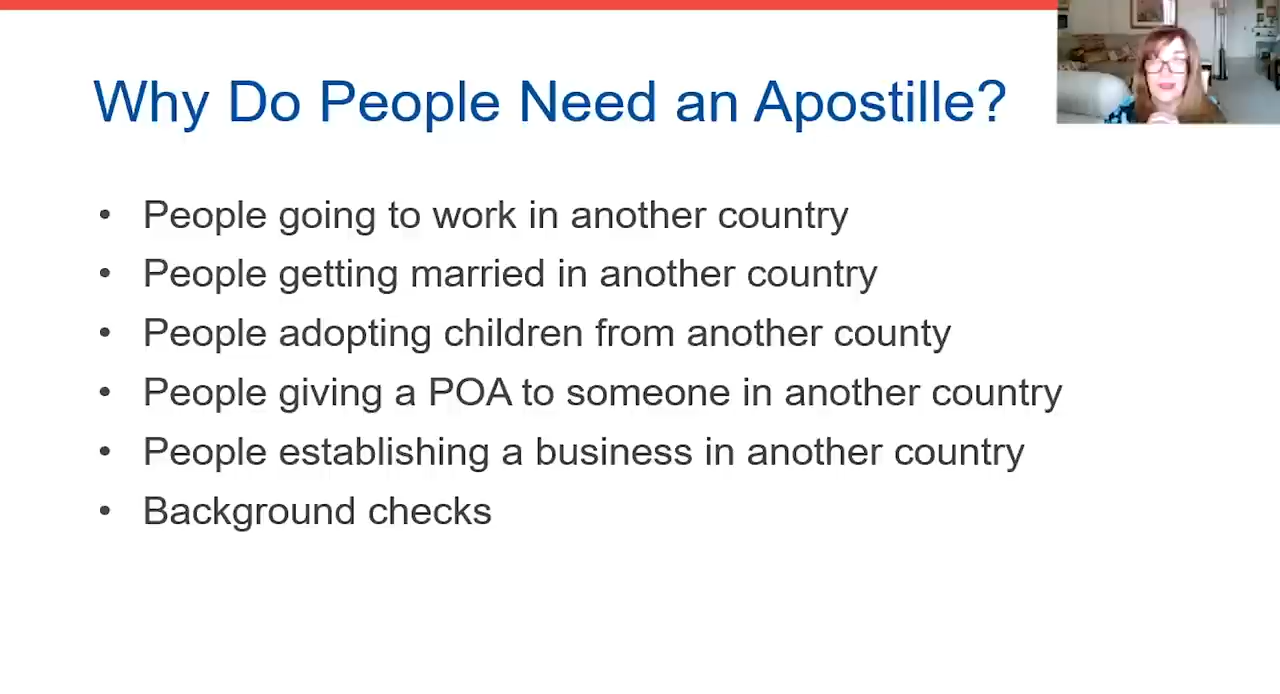 Why Do People Need an Apostille?
• People going to work in another country
• People getting married in another country
• People adopting children from another county
• People giving a POA to someone in another country
• People establishing a business in another country
• Background checks